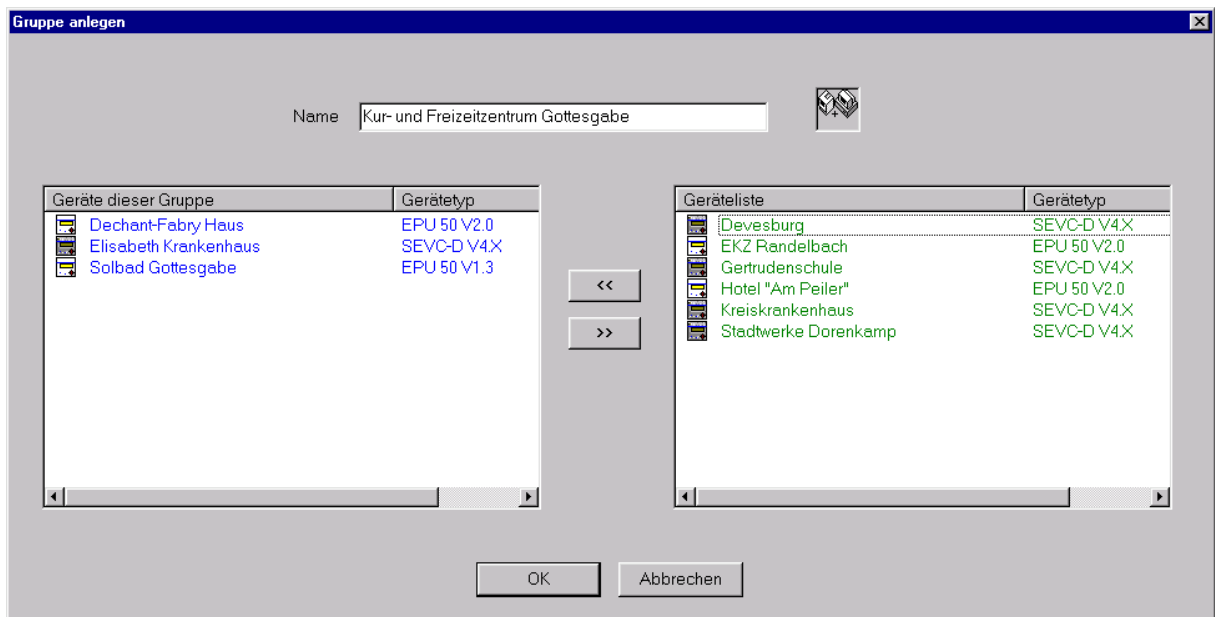 Gruppe anlegen
Name Kur- und Freizeitzentrum Gottesgabe
Geräte dieser Gruppe Gerätetyp
Dechant-Fabry Haus EPU 50 V2.0
Elisabeth Krankenhaus SEVC-D V4.X
Solbad Gottesgabe EPU 50 V1.3
<<
>>
Geräteliste Gerätetyp
Devesburg SEVC-D V4.X
EKZ Randelbach EPU 50 V2.0
Gertrudenschule SEVC-D V4.X
Hotel "Am Peiler" EPU 50 V2.0
Kreiskrankenhaus SEVC-D V4.X
Stadtwerke Dorenkamp SEVC-D V4.X
OK Abbrechen